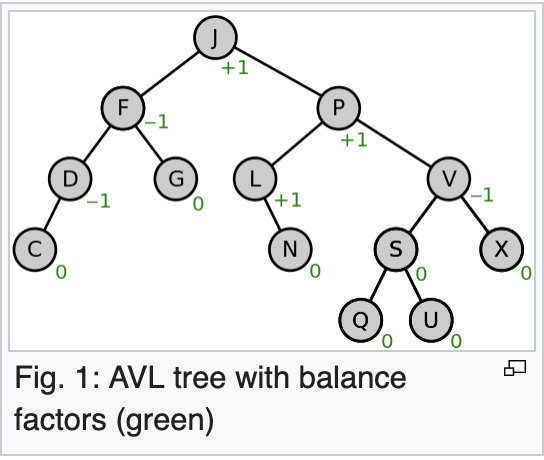 J
+1
F
−1
P
+1
D
−1
G
0
L
+1
V
−1
C
0
N
0
S
0
X
0
Q
0
U
0
Fig. 1: AVL tree with balance
factors (green)